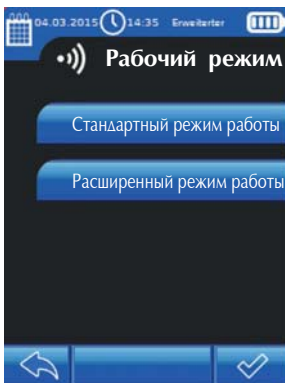 04.03.2015 14:35 Erweiterter
Рабочий режим
Стандартный режим работы
Расширенный режим работы